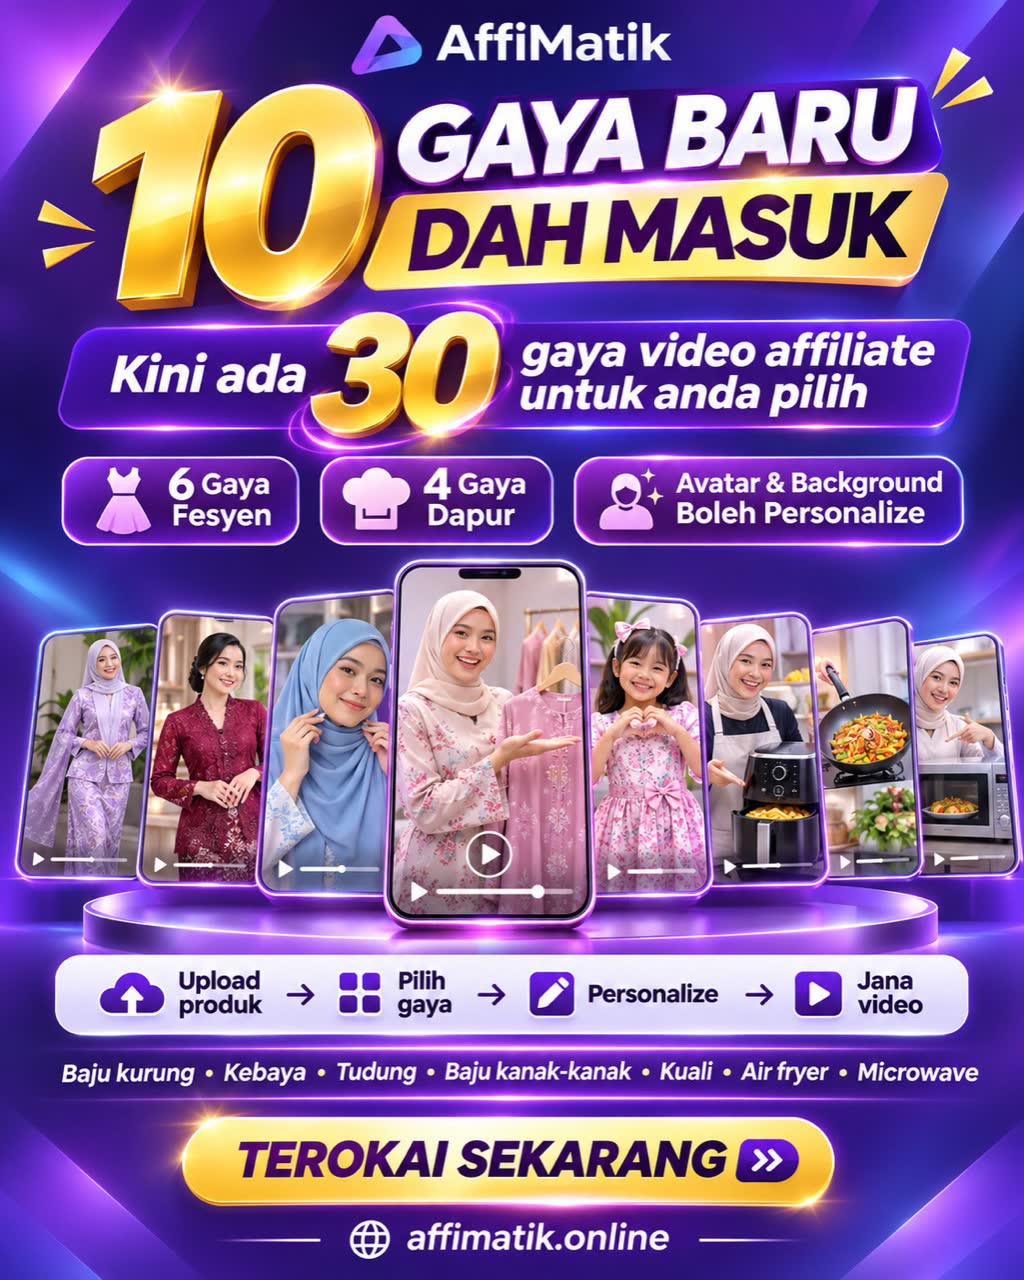 AffiMatik
10 GAYA BARU
DAH MASUK
Kini ada 30 gaya video affiliate
untuk anda pilih
6 Gaya
Fesyen
4 Gaya
Dapur
Avatar & Background
Boleh Personalize
Upload
produk
Pilih
gaya
Personalize
Jana
video
Baju kurung • Kebaya • Tudung • Baju kanak-kanak • Kuali • Air fryer • Microwave
TEROKAI SEKARANG
affimatik.online